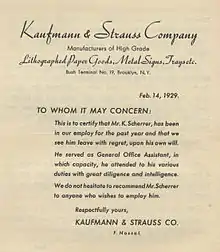 Kaufmann & Strauss Company
Manufacturers of High Grade
Lithographed Paper Goods, Metal Signs, Trays etc.
Bush Terminal No. 19, Brooklyn, N.Y.
Feb. 14, 1929.
TO WHOM IT MAY CONCERN:
This is to certify that Mr. K. Scherrer, has been
in our employ for the past year and that we
see him leave with regret, upon his own will.
He served as General Office Assistant, in
which capacity, he attended to his various
duties with great diligence and intelligence.
We do not hesitate to recommend Mr. Scherrer
to anyone who wishes to employ him.
Respectfully yours,
KAUFMANN & STRAUSS CO.
F. Nassal.